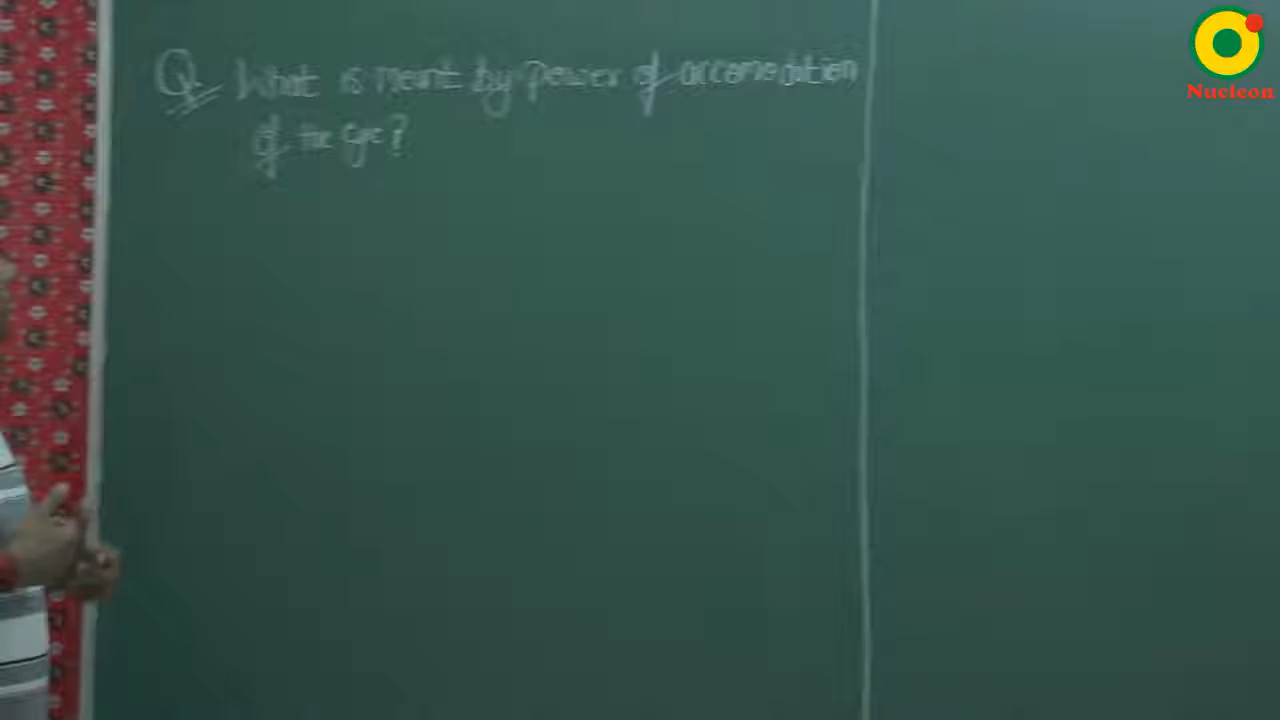 Q What is meant by power of accomodation
of the eye?
Nucleon